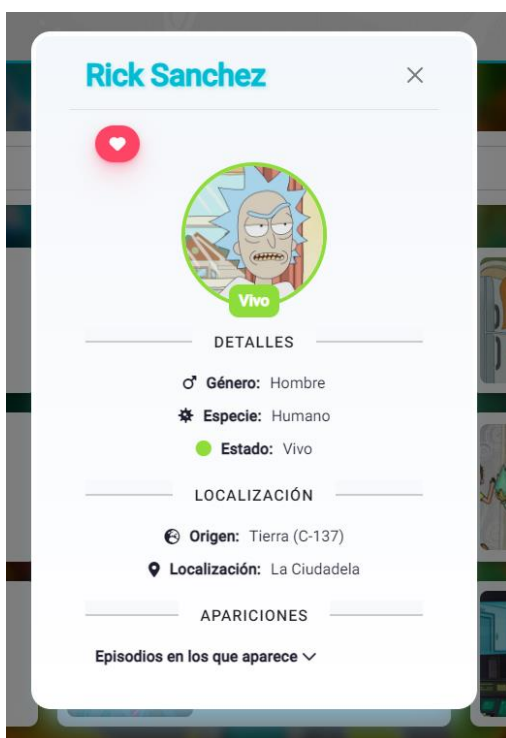 Rick Sanchez
Vivo
DETALLES
Género: Hombre
Especie: Humano
Estado: Vivo
LOCALIZACIÓN
Origen: Tierra (C-137)
Localización: La Ciudadela
APARICIONES
Episodios en los que aparece